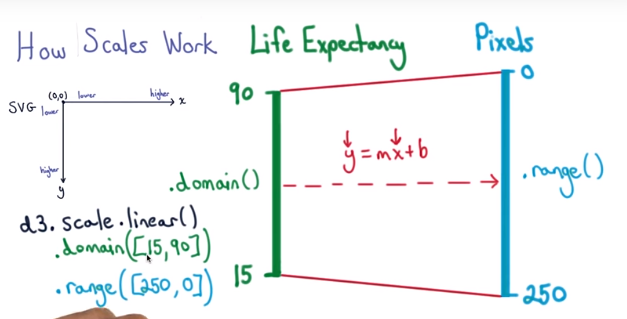 How Scales Work
Life Expectancy
Pixels
(0,0) lower higher x
SVG
lower
higher
y
90
0
y = mx + b
.domain()
.range()
d3.scale.linear()
.domain([15,90])
.range([250,0])
15
250